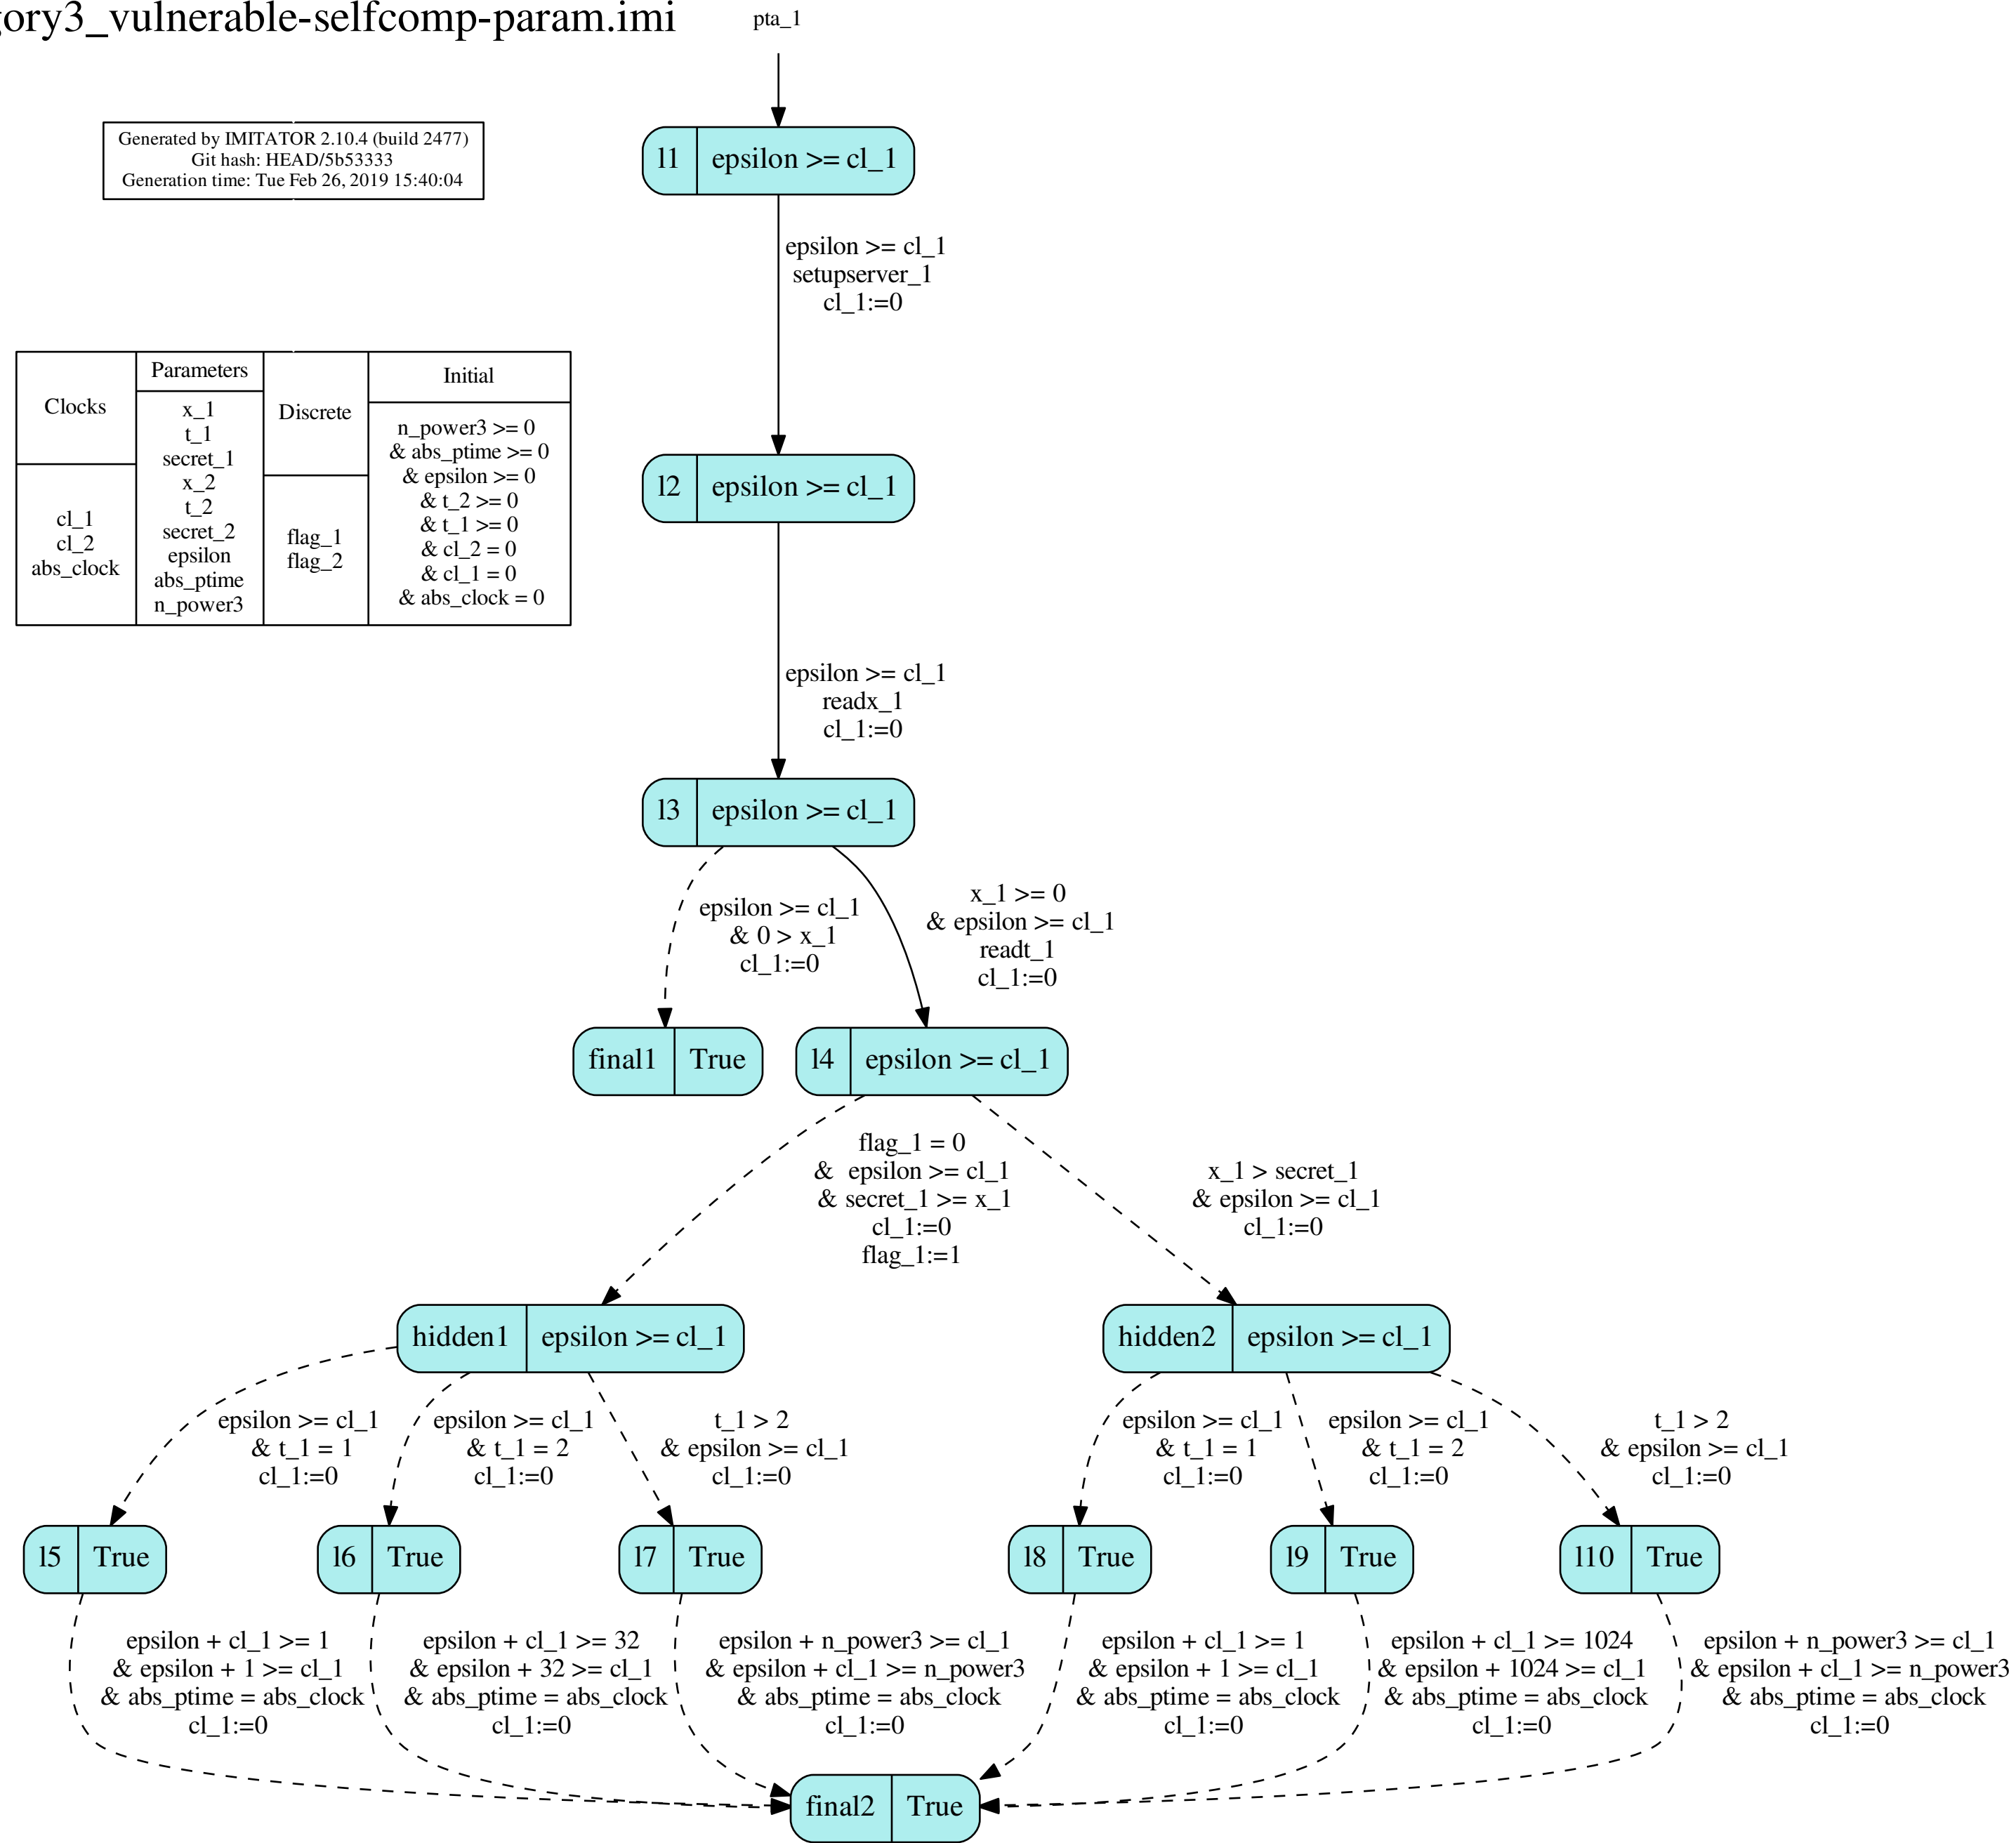 gory3_vulnerable-selfcomp-param.imi
pta_1
Generated by IMITATOR 2.10.4 (build 2477)
Git hash: HEAD/5b53333
Generation time: Tue Feb 26, 2019 15:40:04
l1
epsilon >= cl_1
epsilon >= cl_1
setupserver_1
cl_1:=0
Clocks
cl_1
cl_2
abs_clock
Parameters
x_1
t_1
secret_1
x_2
t_2
secret_2
epsilon
abs_ptime
n_power3
Discrete
flag_1
flag_2
Initial
n_power3 >= 0
& abs_ptime >= 0
& epsilon >= 0
& t_2 >= 0
& t_1 >= 0
& cl_2 = 0
& cl_1 = 0
& abs_clock = 0
l2
epsilon >= cl_1
epsilon >= cl_1
readx_1
cl_1:=0
l3
epsilon >= cl_1
epsilon >= cl_1
& 0 > x_1
cl_1:=0
x_1 >= 0
& epsilon >= cl_1
readt_1
cl_1:=0
final1
True
l4
epsilon >= cl_1
flag_1 = 0
& epsilon >= cl_1
& secret_1 >= x_1
cl_1:=0
flag_1:=1
x_1 > secret_1
& epsilon >= cl_1
cl_1:=0
hidden1
epsilon >= cl_1
hidden2
epsilon >= cl_1
epsilon >= cl_1
& t_1 = 1
cl_1:=0
epsilon >= cl_1
& t_1 = 2
cl_1:=0
t_1 > 2
& epsilon >= cl_1
cl_1:=0
epsilon >= cl_1
& t_1 = 1
cl_1:=0
epsilon >= cl_1
& t_1 = 2
cl_1:=0
t_1 > 2
& epsilon >= cl_1
cl_1:=0
l5
True
l6
True
l7
True
l8
True
l9
True
l10
True
epsilon + cl_1 >= 1
& epsilon + 1 >= cl_1
& abs_ptime = abs_clock
cl_1:=0
epsilon + cl_1 >= 32
& epsilon + 32 >= cl_1
& abs_ptime = abs_clock
cl_1:=0
epsilon + n_power3 >= cl_1
& epsilon + cl_1 >= n_power3
& abs_ptime = abs_clock
cl_1:=0
epsilon + cl_1 >= 1
& epsilon + 1 >= cl_1
& abs_ptime = abs_clock
cl_1:=0
epsilon + cl_1 >= 1024
& epsilon + 1024 >= cl_1
& abs_ptime = abs_clock
cl_1:=0
epsilon + n_power3 >= cl_1
& epsilon + cl_1 >= n_power3
& abs_ptime = abs_clock
cl_1:=0
final2
True